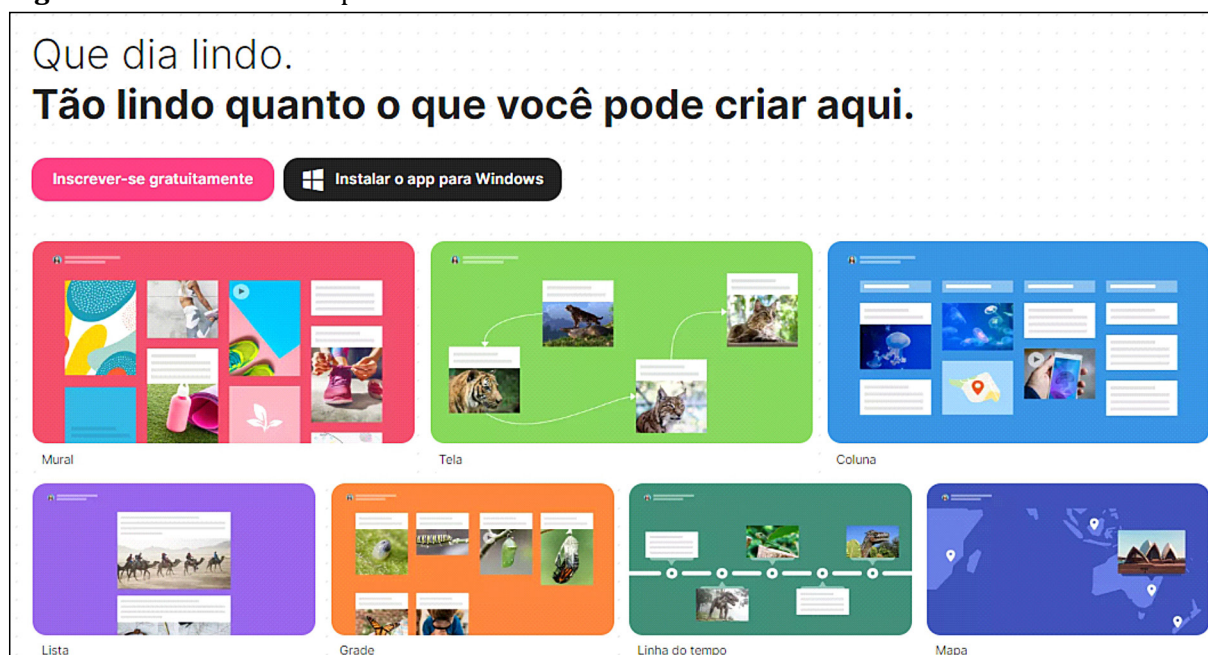 Que dia lindo.
Tão lindo quanto o que você pode criar aqui.
Inscrever-se gratuitamente
Instalar o app para Windows
Mural
Tela
Coluna
Lista
Grade
Linha do tempo
Mapa